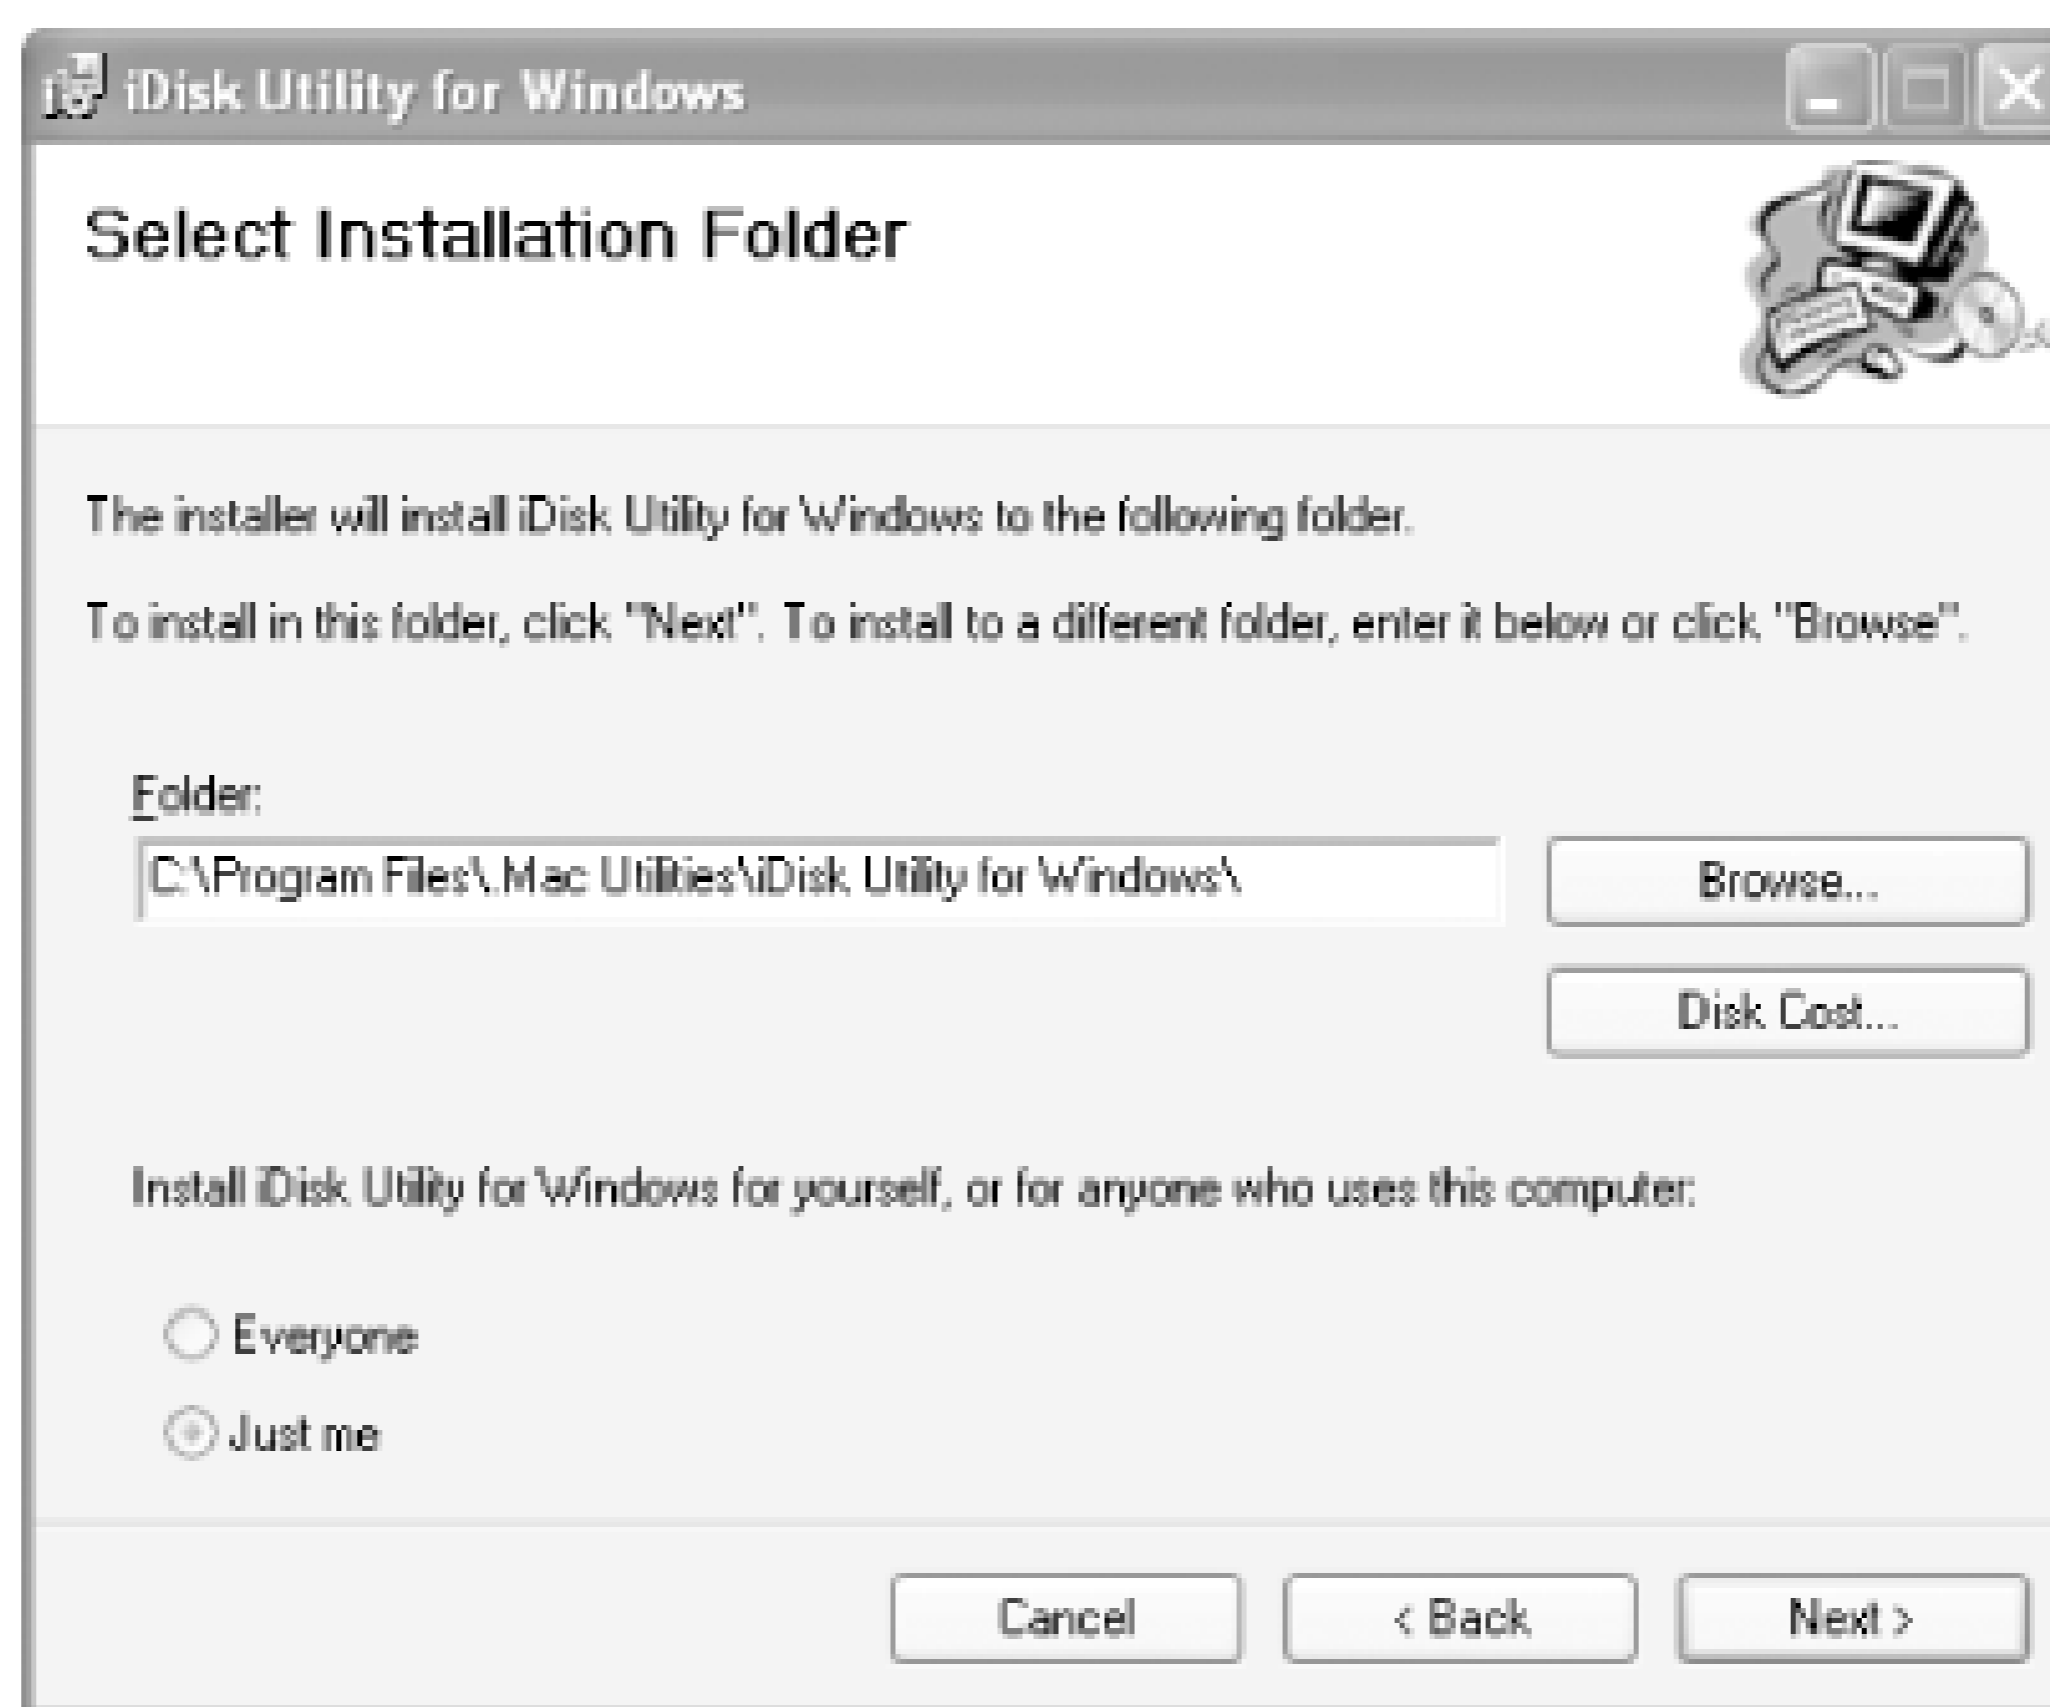 iDisk Utility for Windows
Select Installation Folder
The installer will install iDisk Utility for Windows to the following folder.
To install in this folder, click "Next". To install to a different folder, enter it below or click "Browse".
Folder:
C:\Program Files\.Mac Utilities\iDisk Utility for Windows\
Browse...
Disk Cost...
Install iDisk Utility for Windows for yourself, or for anyone who uses this computer:
Everyone
Just me
Cancel
< Back
Next >